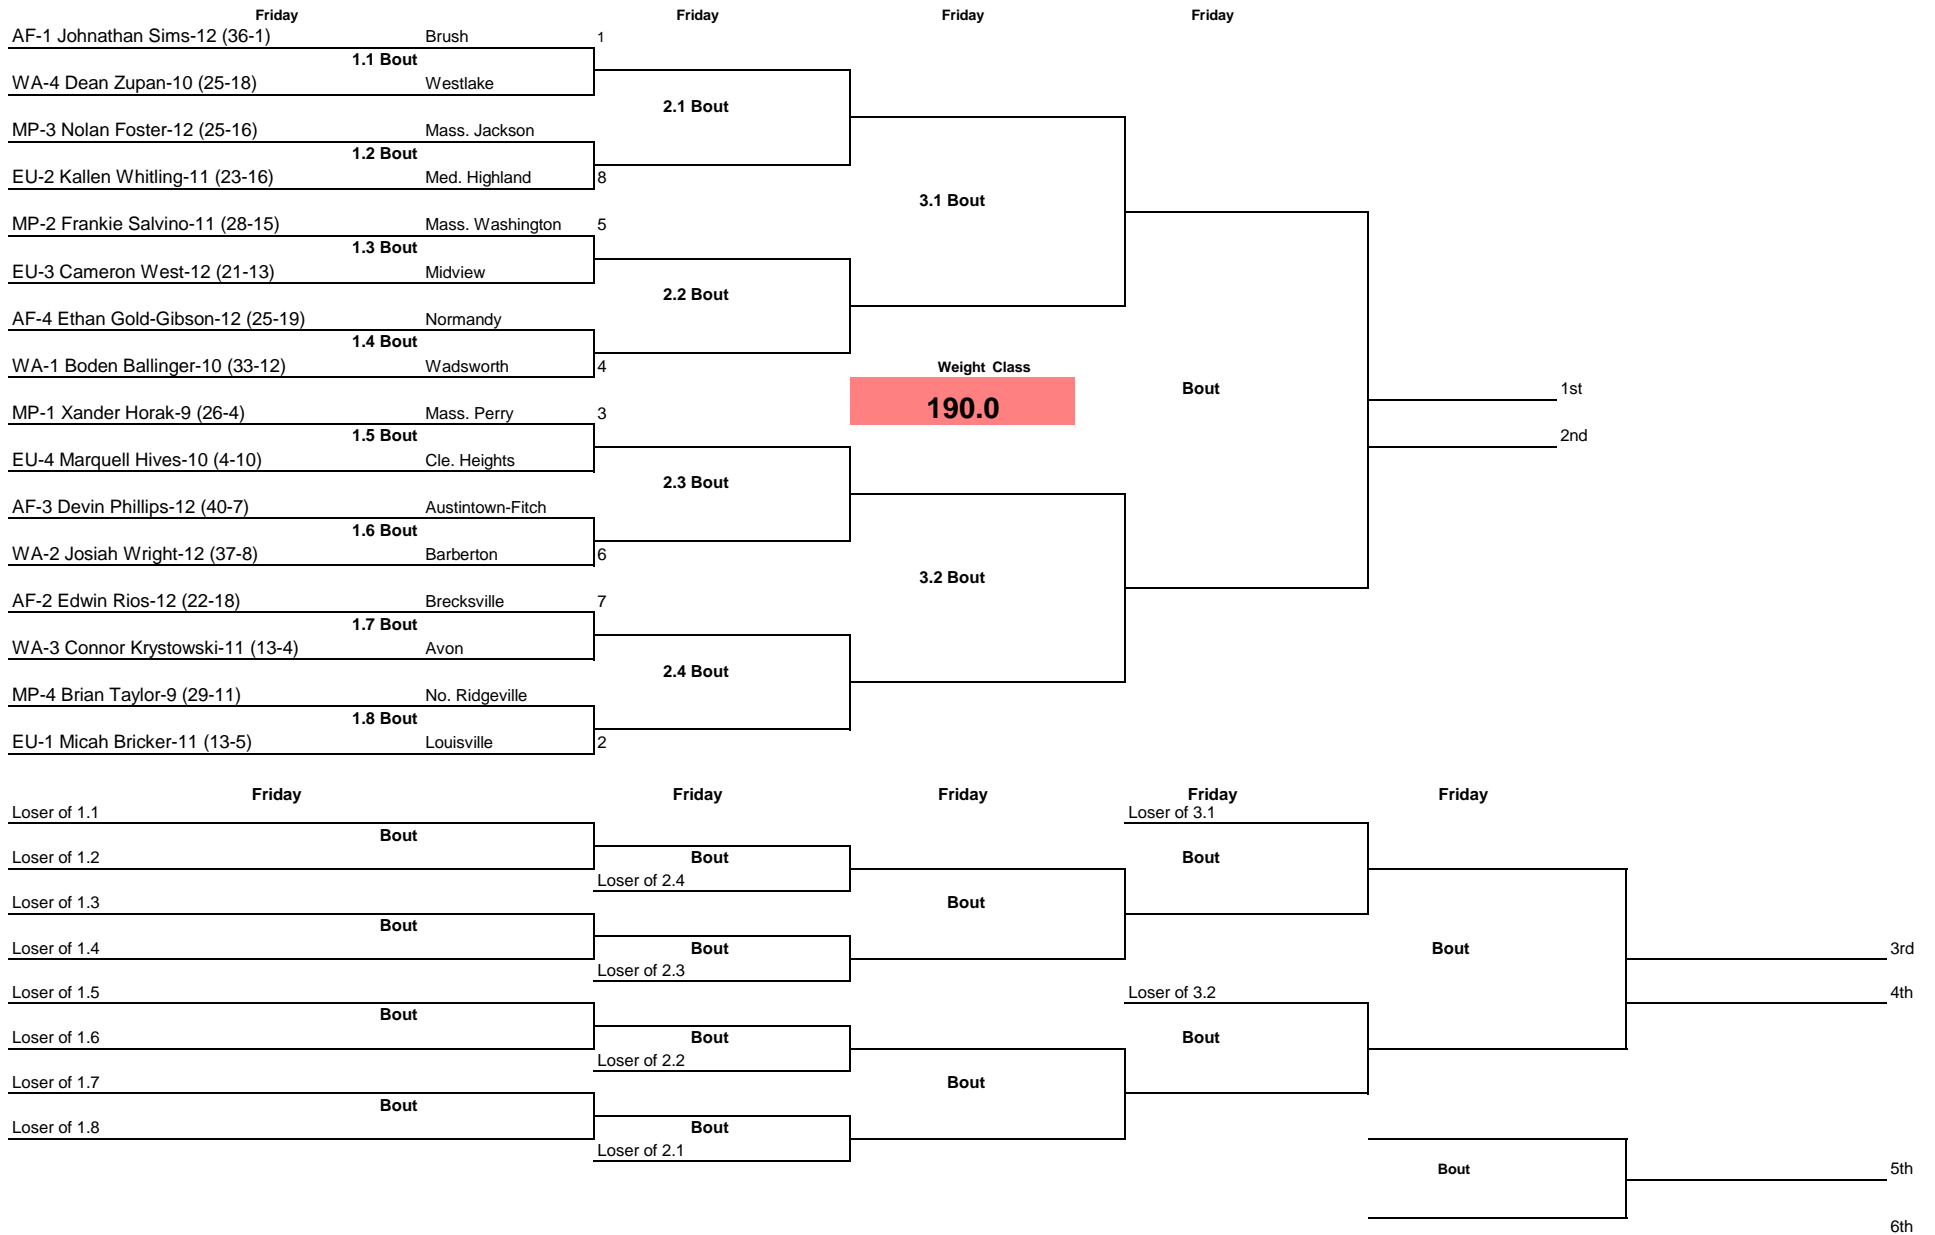 Friday Friday Friday Friday
AF-1 Johnathan Sims-12 (36-1) Brush 1
1.1 Bout
WA-4 Dean Zupan-10 (25-18) Westlake
2.1 Bout
MP-3 Nolan Foster-12 (25-16) Mass. Jackson
1.2 Bout
EU-2 Kallen Whitling-11 (23-16) Med. Highland 8
3.1 Bout
MP-2 Frankie Salvino-11 (28-15) Mass. Washington 5
1.3 Bout
EU-3 Cameron West-12 (21-13) Midview
2.2 Bout
AF-4 Ethan Gold-Gibson-12 (25-19) Normandy
1.4 Bout
WA-1 Boden Ballinger-10 (33-12) Wadsworth 4
Weight Class
Bout 1st
190.0
MP-1 Xander Horak-9 (26-4) Mass. Perry 3
1.5 Bout 2nd
EU-4 Marquell Hives-10 (4-10) Cle. Heights
2.3 Bout
AF-3 Devin Phillips-12 (40-7) Austintown-Fitch
1.6 Bout
WA-2 Josiah Wright-12 (37-8) Barberton 6
3.2 Bout
AF-2 Edwin Rios-12 (22-18) Brecksville 7
1.7 Bout
WA-3 Connor Krystowski-11 (13-4) Avon
2.4 Bout
MP-4 Brian Taylor-9 (29-11) No. Ridgeville
1.8 Bout
EU-1 Micah Bricker-11 (13-5) Louisville 2
Friday Friday Friday Friday Friday
Loser of 1.1 Loser of 3.1
Bout
Loser of 1.2 Bout Bout
Loser of 2.4
Loser of 1.3 Bout
Bout
Loser of 1.4 Bout Bout 3rd
Loser of 2.3
Loser of 1.5 Loser of 3.2 4th
Bout
Loser of 1.6 Bout Bout
Loser of 2.2
Loser of 1.7 Bout
Bout
Loser of 1.8 Bout
Loser of 2.1
Bout 5th
6th